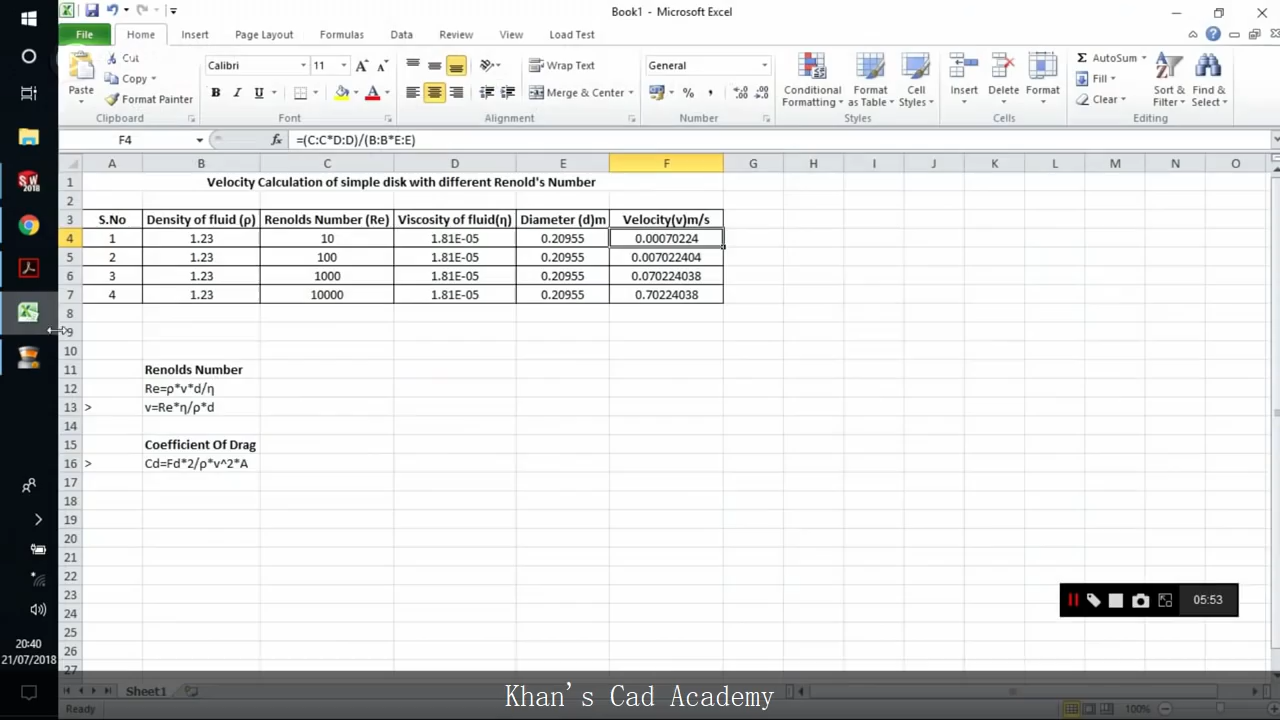 Book1 - Microsoft Excel
File Home Insert Page Layout Formulas Data Review View Load Test
Paste
Cut
Copy
Format Painter
Clipboard
Calibri 11
B I U
Font
Wrap Text
Merge & Center
Alignment
General
% ,
Number
Conditional Formatting
Format as Table
Cell Styles
Styles
Insert Delete Format
Cells
Σ AutoSum
Fill
Clear
Sort & Filter
Find & Select
Editing
F4 fx =(C:C*D:D)/(B:B*E:E)
A B C D E F G H I J K L M N O
1 Velocity Calculation of simple disk with different Renold's Number
2
3 S.No Density of fluid (ρ) Renolds Number (Re) Viscosity of fluid(η) Diameter (d)m Velocity(v)m/s
4 1 1.23 10 1.81E-05 0.20955 0.00070224
5 2 1.23 100 1.81E-05 0.20955 0.007022404
6 3 1.23 1000 1.81E-05 0.20955 0.070224038
7 4 1.23 10000 1.81E-05 0.20955 0.70224038
8
9
10
11 Renolds Number
12 Re=ρ*v*d/η
13 > v=Re*η/ρ*d
14
15 Coefficient Of Drag
16 > Cd=Fd*2/ρ*v^2*A
17
18
19
20
21
22
23
24
25
26
27
SW 2018
05:53
20:40
21/07/2018
Sheet1
Khan's Cad Academy
Ready 100%